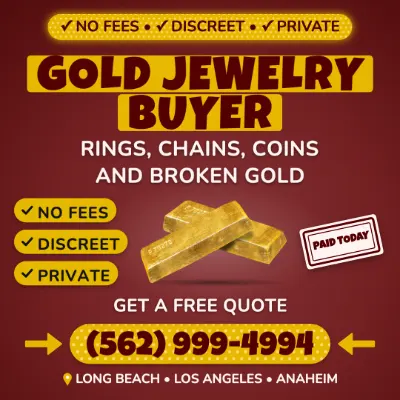 ✓ NO FEES • ✓ DISCREET • ✓ PRIVATE
GOLD JEWELRY
BUYER
RINGS, CHAINS, COINS
AND BROKEN GOLD
✓ NO FEES
✓ DISCREET
✓ PRIVATE
PAID TODAY
GET A FREE QUOTE
(562) 999-4994
LONG BEACH • LOS ANGELES • ANAHEIM